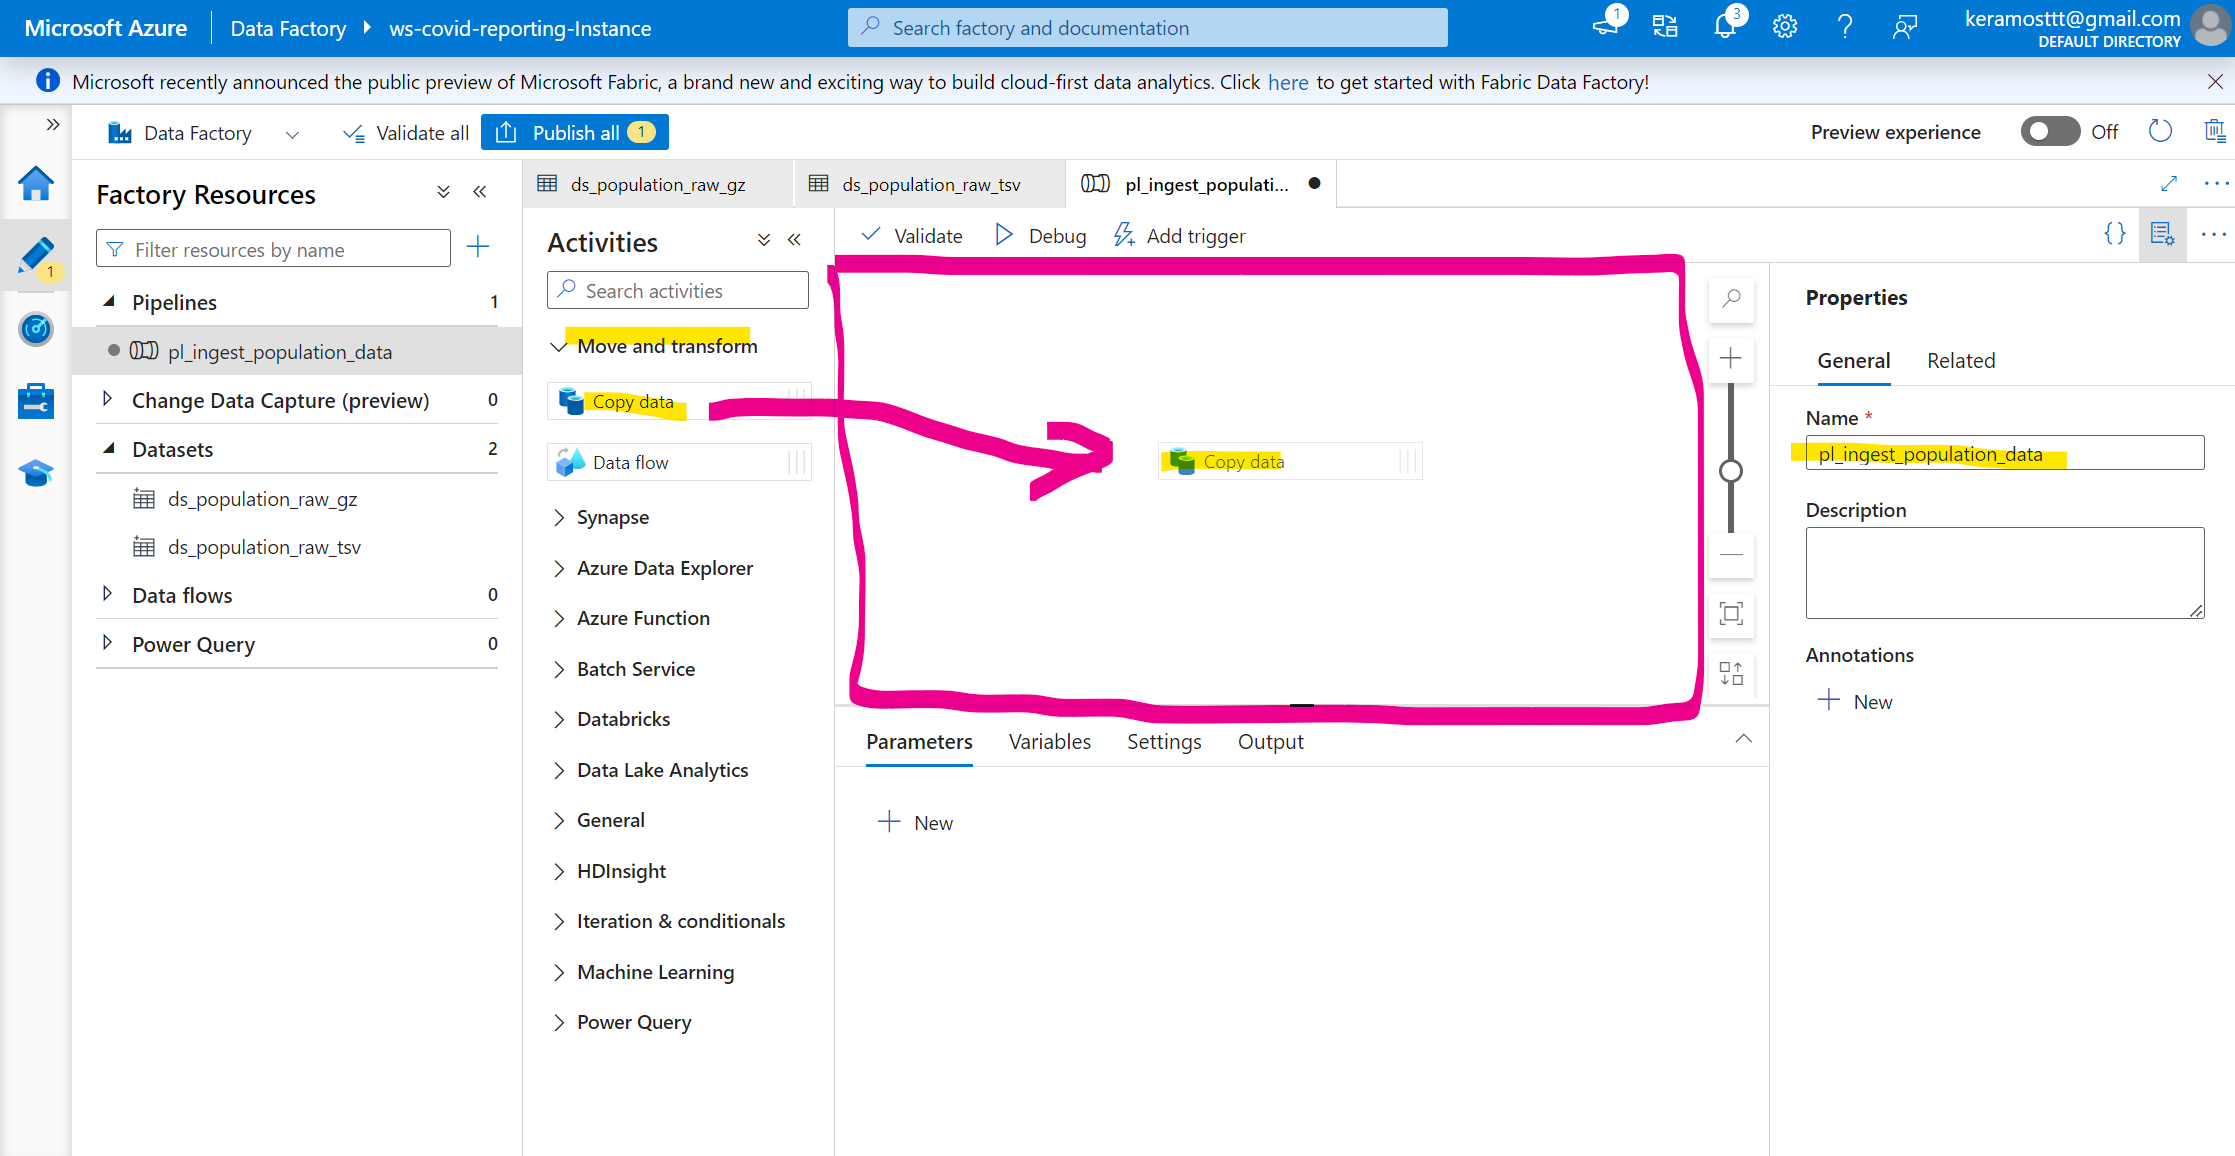 Microsoft Azure
Data Factory
ws-covid-reporting-Instance
Search factory and documentation
1
3
keramosttt@gmail.com
DEFAULT DIRECTORY
Microsoft recently announced the public preview of Microsoft Fabric, a brand new and exciting way to build cloud-first data analytics. Click here to get started with Fabric Data Factory!
Data Factory
Validate all
Publish all 1
Preview experience
Off
1
Factory Resources
Filter resources by name
Pipelines 1
pl_ingest_population_data
Change Data Capture (preview) 0
Datasets 2
ds_population_raw_gz
ds_population_raw_tsv
Data flows 0
Power Query 0
ds_population_raw_gz
ds_population_raw_tsv
pl_ingest_populati...
Activities
Search activities
Move and transform
Copy data
Data flow
Synapse
Azure Data Explorer
Azure Function
Batch Service
Databricks
Data Lake Analytics
General
HDInsight
Iteration & conditionals
Machine Learning
Power Query
Validate
Debug
Add trigger
{}
Copy data
Parameters
Variables
Settings
Output
New
Properties
General
Related
Name *
pl_ingest_population_data
Description
Annotations
New